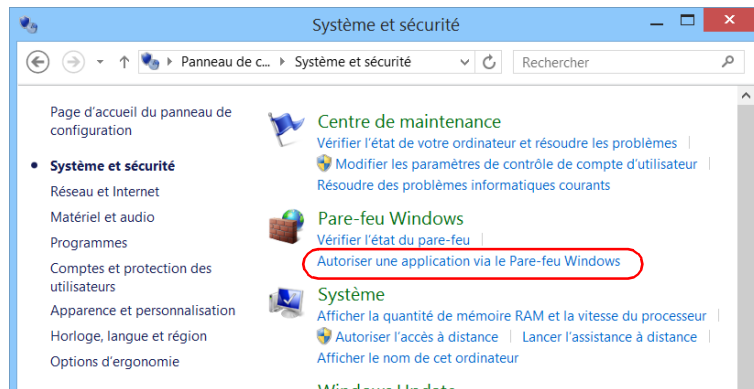 Système et sécurité
Panneau de c... Système et sécurité Rechercher
Page d'accueil du panneau de
configuration
Système et sécurité
Réseau et Internet
Matériel et audio
Programmes
Comptes et protection des
utilisateurs
Apparence et personnalisation
Horloge, langue et région
Options d'ergonomie
Centre de maintenance
Vérifier l'état de votre ordinateur et résoudre les problèmes
Modifier les paramètres de contrôle de compte d'utilisateur
Résoudre des problèmes informatiques courants
Pare-feu Windows
Vérifier l'état du pare-feu
Autoriser une application via le Pare-feu Windows
Système
Afficher la quantité de mémoire RAM et la vitesse du processeur
Autoriser l'accès à distance Lancer l'assistance à distance
Afficher le nom de cet ordinateur
Windows Update